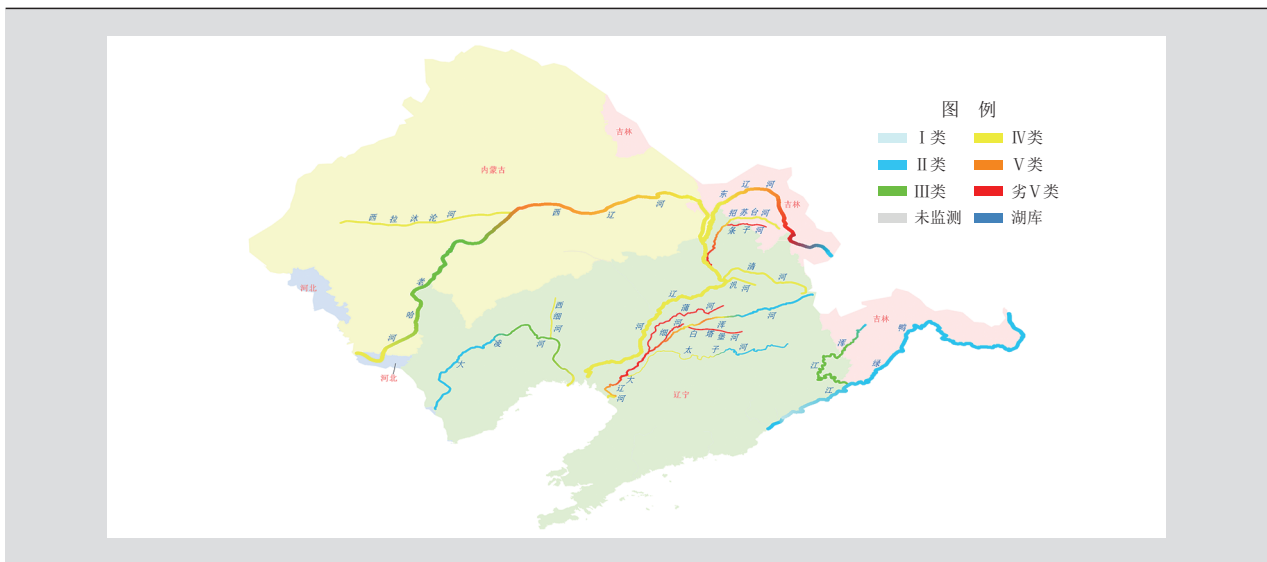 图 例
Ⅰ类
Ⅳ类
Ⅱ类
Ⅴ类
Ⅲ类
劣Ⅴ类
未监测
湖库
吉林
内蒙古
吉林
河北
河北
吉林
辽宁
西拉沐沦河
西辽河
东辽河
招苏台河
条子河
清河
汎河
老哈河
辽河
蒲河
浑河
细河
白塔堡河
太子河
大辽河
西细河
大凌河
浑江
鸭绿江